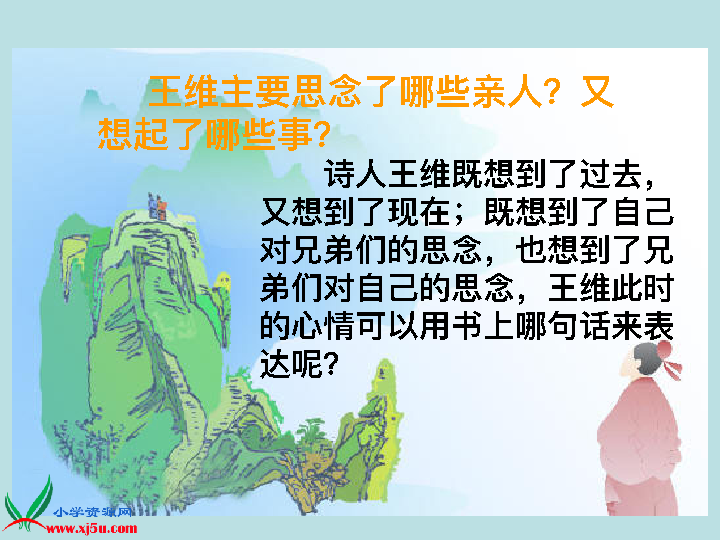 王维主要思念了哪些亲人？又
想起了哪些事？
诗人王维既想到了过去，
又想到了现在；既想到了自己
对兄弟们的思念，也想到了兄
弟们对自己的思念，王维此时
的心情可以用书上哪句话来表
达呢？
小学资源网
www.xj5u.com